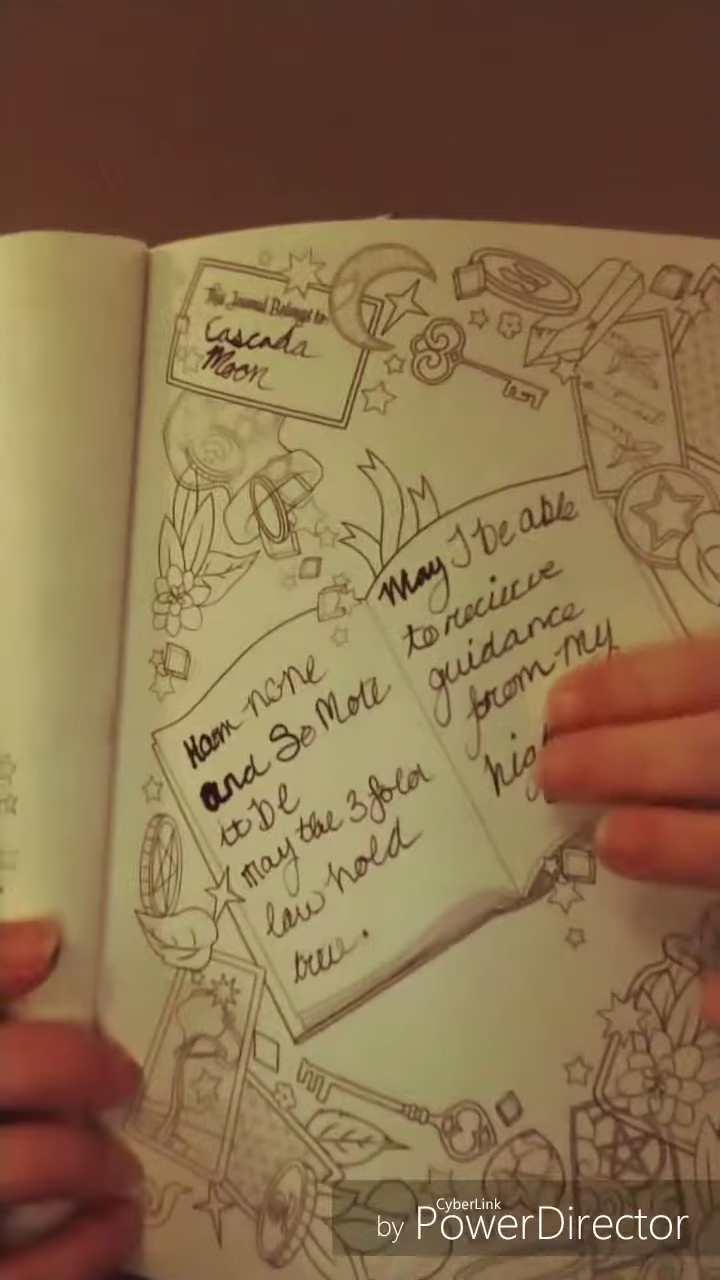 This Journal Belongs to:
Cascada
Moon
Harm none
and So Mote
it be
may the 3 fold
law hold
true.
May I be able
to recieve
guidance
from my
hig
CyberLink
by PowerDirector